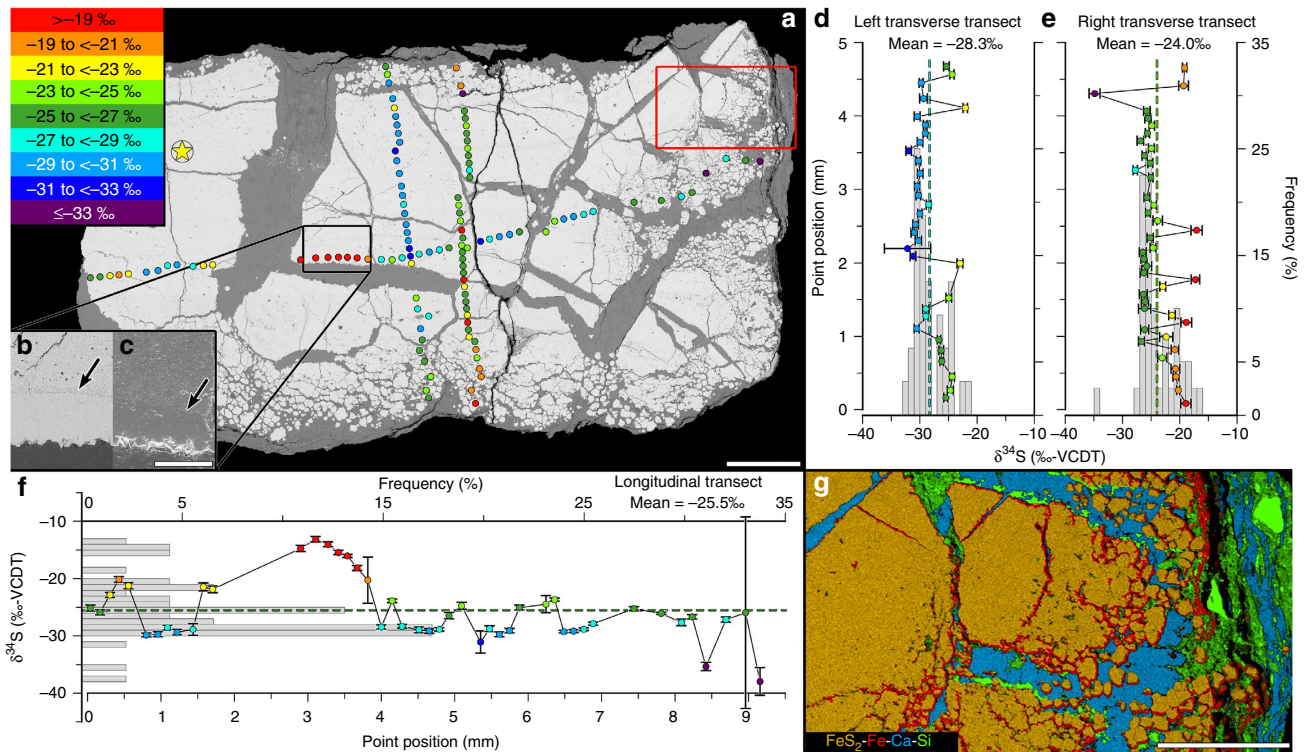 >–19 ‰
–19 to <–21 ‰
–21 to <–23 ‰
–23 to <–25 ‰
–25 to <–27 ‰
–27 to <–29 ‰
–29 to <–31 ‰
–31 to <–33 ‰
≤–33 ‰
a
b
c
d
Left transverse transect
Mean = –28.3‰
5
4
3
2
1
0
Point position (mm)
–40 –30 –20 –10
e
Right transverse transect
Mean = –24.0‰
35
25
15
5
0
Frequency (%)
–40 –30 –20 –10
δ34S (‰-VCDT)
f
Frequency (%)
Longitudinal transect
Mean = –25.5‰
0 5 15 25 35
–10
–20
–30
–40
δ34S (‰-VCDT)
0 1 2 3 4 5 6 7 8 9
Point position (mm)
g
FeS2-Fe-Ca-Si